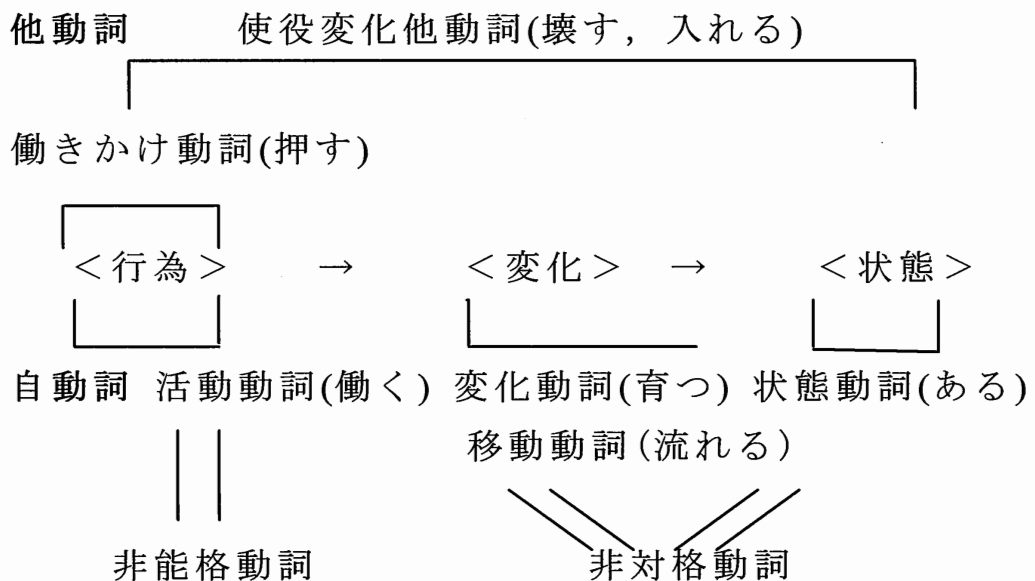 他動詞 使役変化他動詞(壊す，入れる)
働きかけ動詞(押す)
＜行為＞ → ＜変化＞ → ＜状態＞
自動詞 活動動詞(働く) 変化動詞(育つ) 状態動詞(ある)
移動動詞(流れる)
非能格動詞 非対格動詞